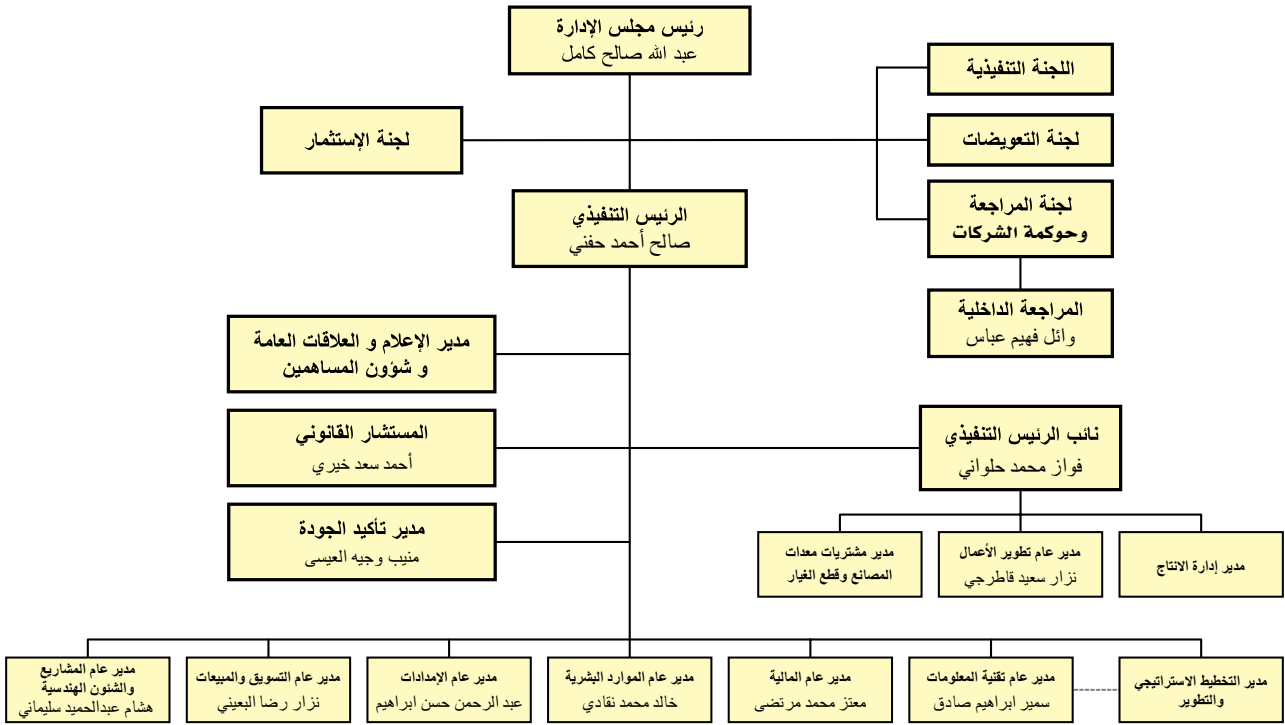 رئيس مجلس الإدارة
عبد الله صالح كامل
اللجنة التنفيذية
لجنة الإستثمار
لجنة التعويضات
لجنة المراجعة
وحوكمة الشركات
الرئيس التنفيذي
صالح أحمد حفني
المراجعة الداخلية
وائل فهيم عباس
مدير الإعلام و العلاقات العامة
و شؤون المساهمين
المستشار القانوني
أحمد سعد خيري
نائب الرئيس التنفيذي
فواز محمد حلواني
مدير تأكيد الجودة
منيب وجيه العيسى
مدير إدارة الانتاج
مدير عام تطوير الأعمال
نزار سعيد قاطرجي
مدير مشتريات معدات
المصانع وقطع الغيار
مدير التخطيط الاستراتيجي
والتطوير
مدير عام تقنية المعلومات
سمير ابراهيم صادق
مدير عام المالية
معتز محمد مرتضى
مدير عام الموارد البشرية
خالد محمد نقادي
مدير عام الإمدادات
عبد الرحمن حسن ابراهيم
مدير عام التسويق والمبيعات
نزار رضا البعيني
مدير عام المشاريع
والشئون الهندسية
هشام عبدالحميد سليماني